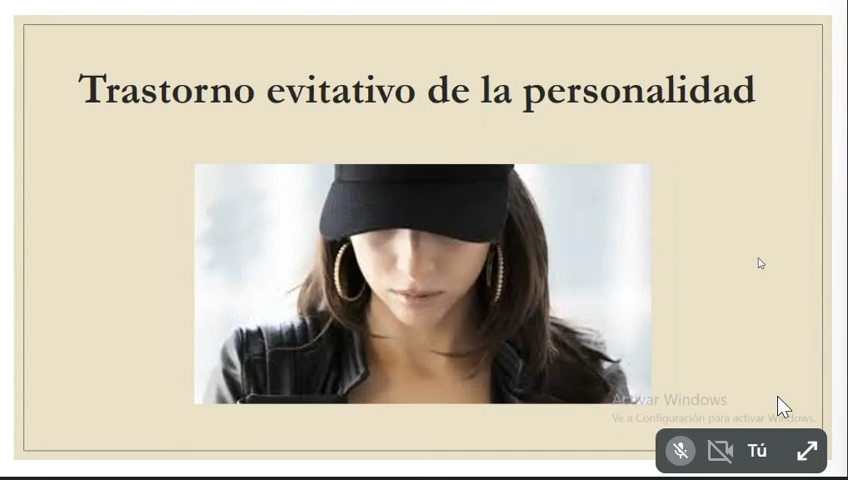 Trastorno evitativo de la personalidad
Activar Windows
Ve a Configuración para activar Windows.
Tú